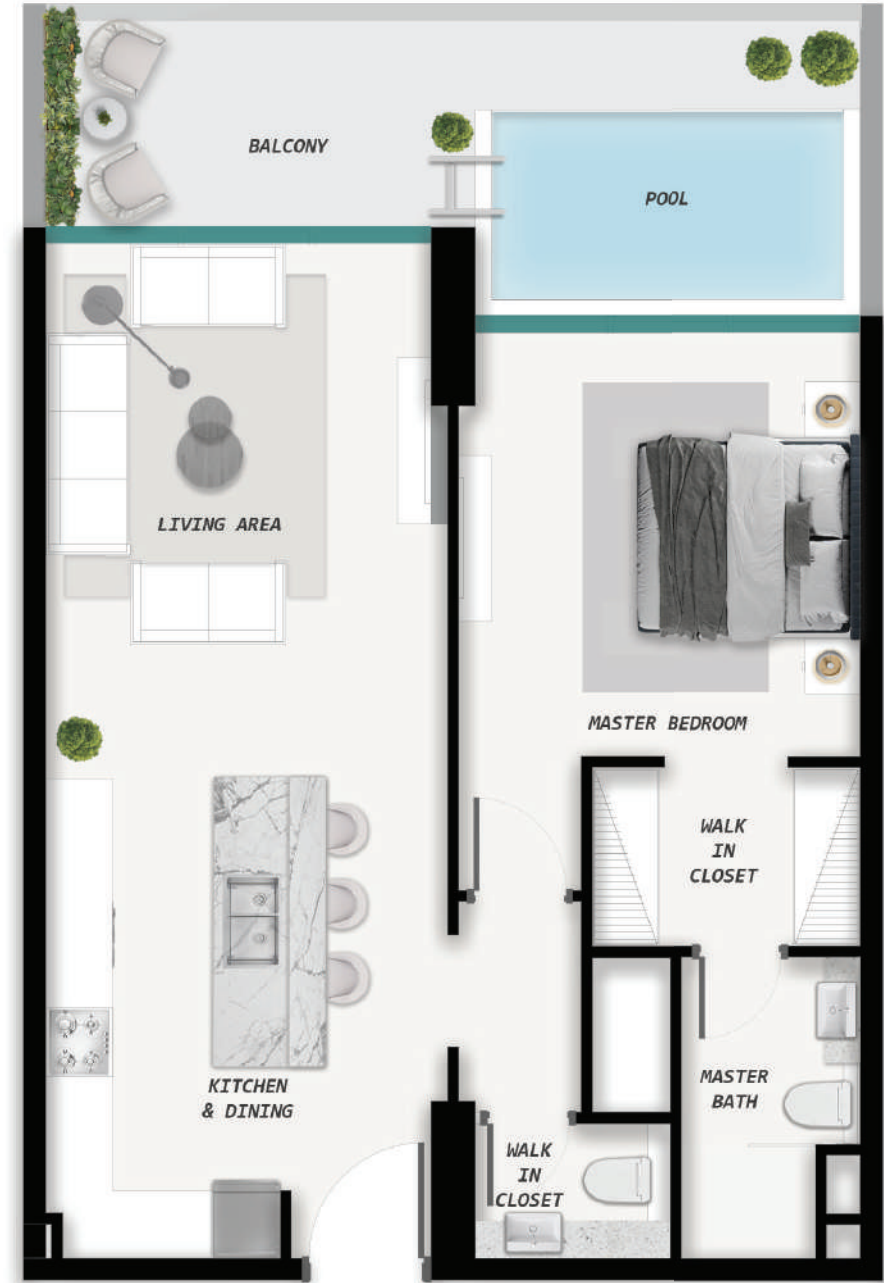 BALCONY
POOL
LIVING AREA
MASTER BEDROOM
WALK
IN
CLOSET
KITCHEN
& DINING
MASTER
BATH
WALK
IN
CLOSET